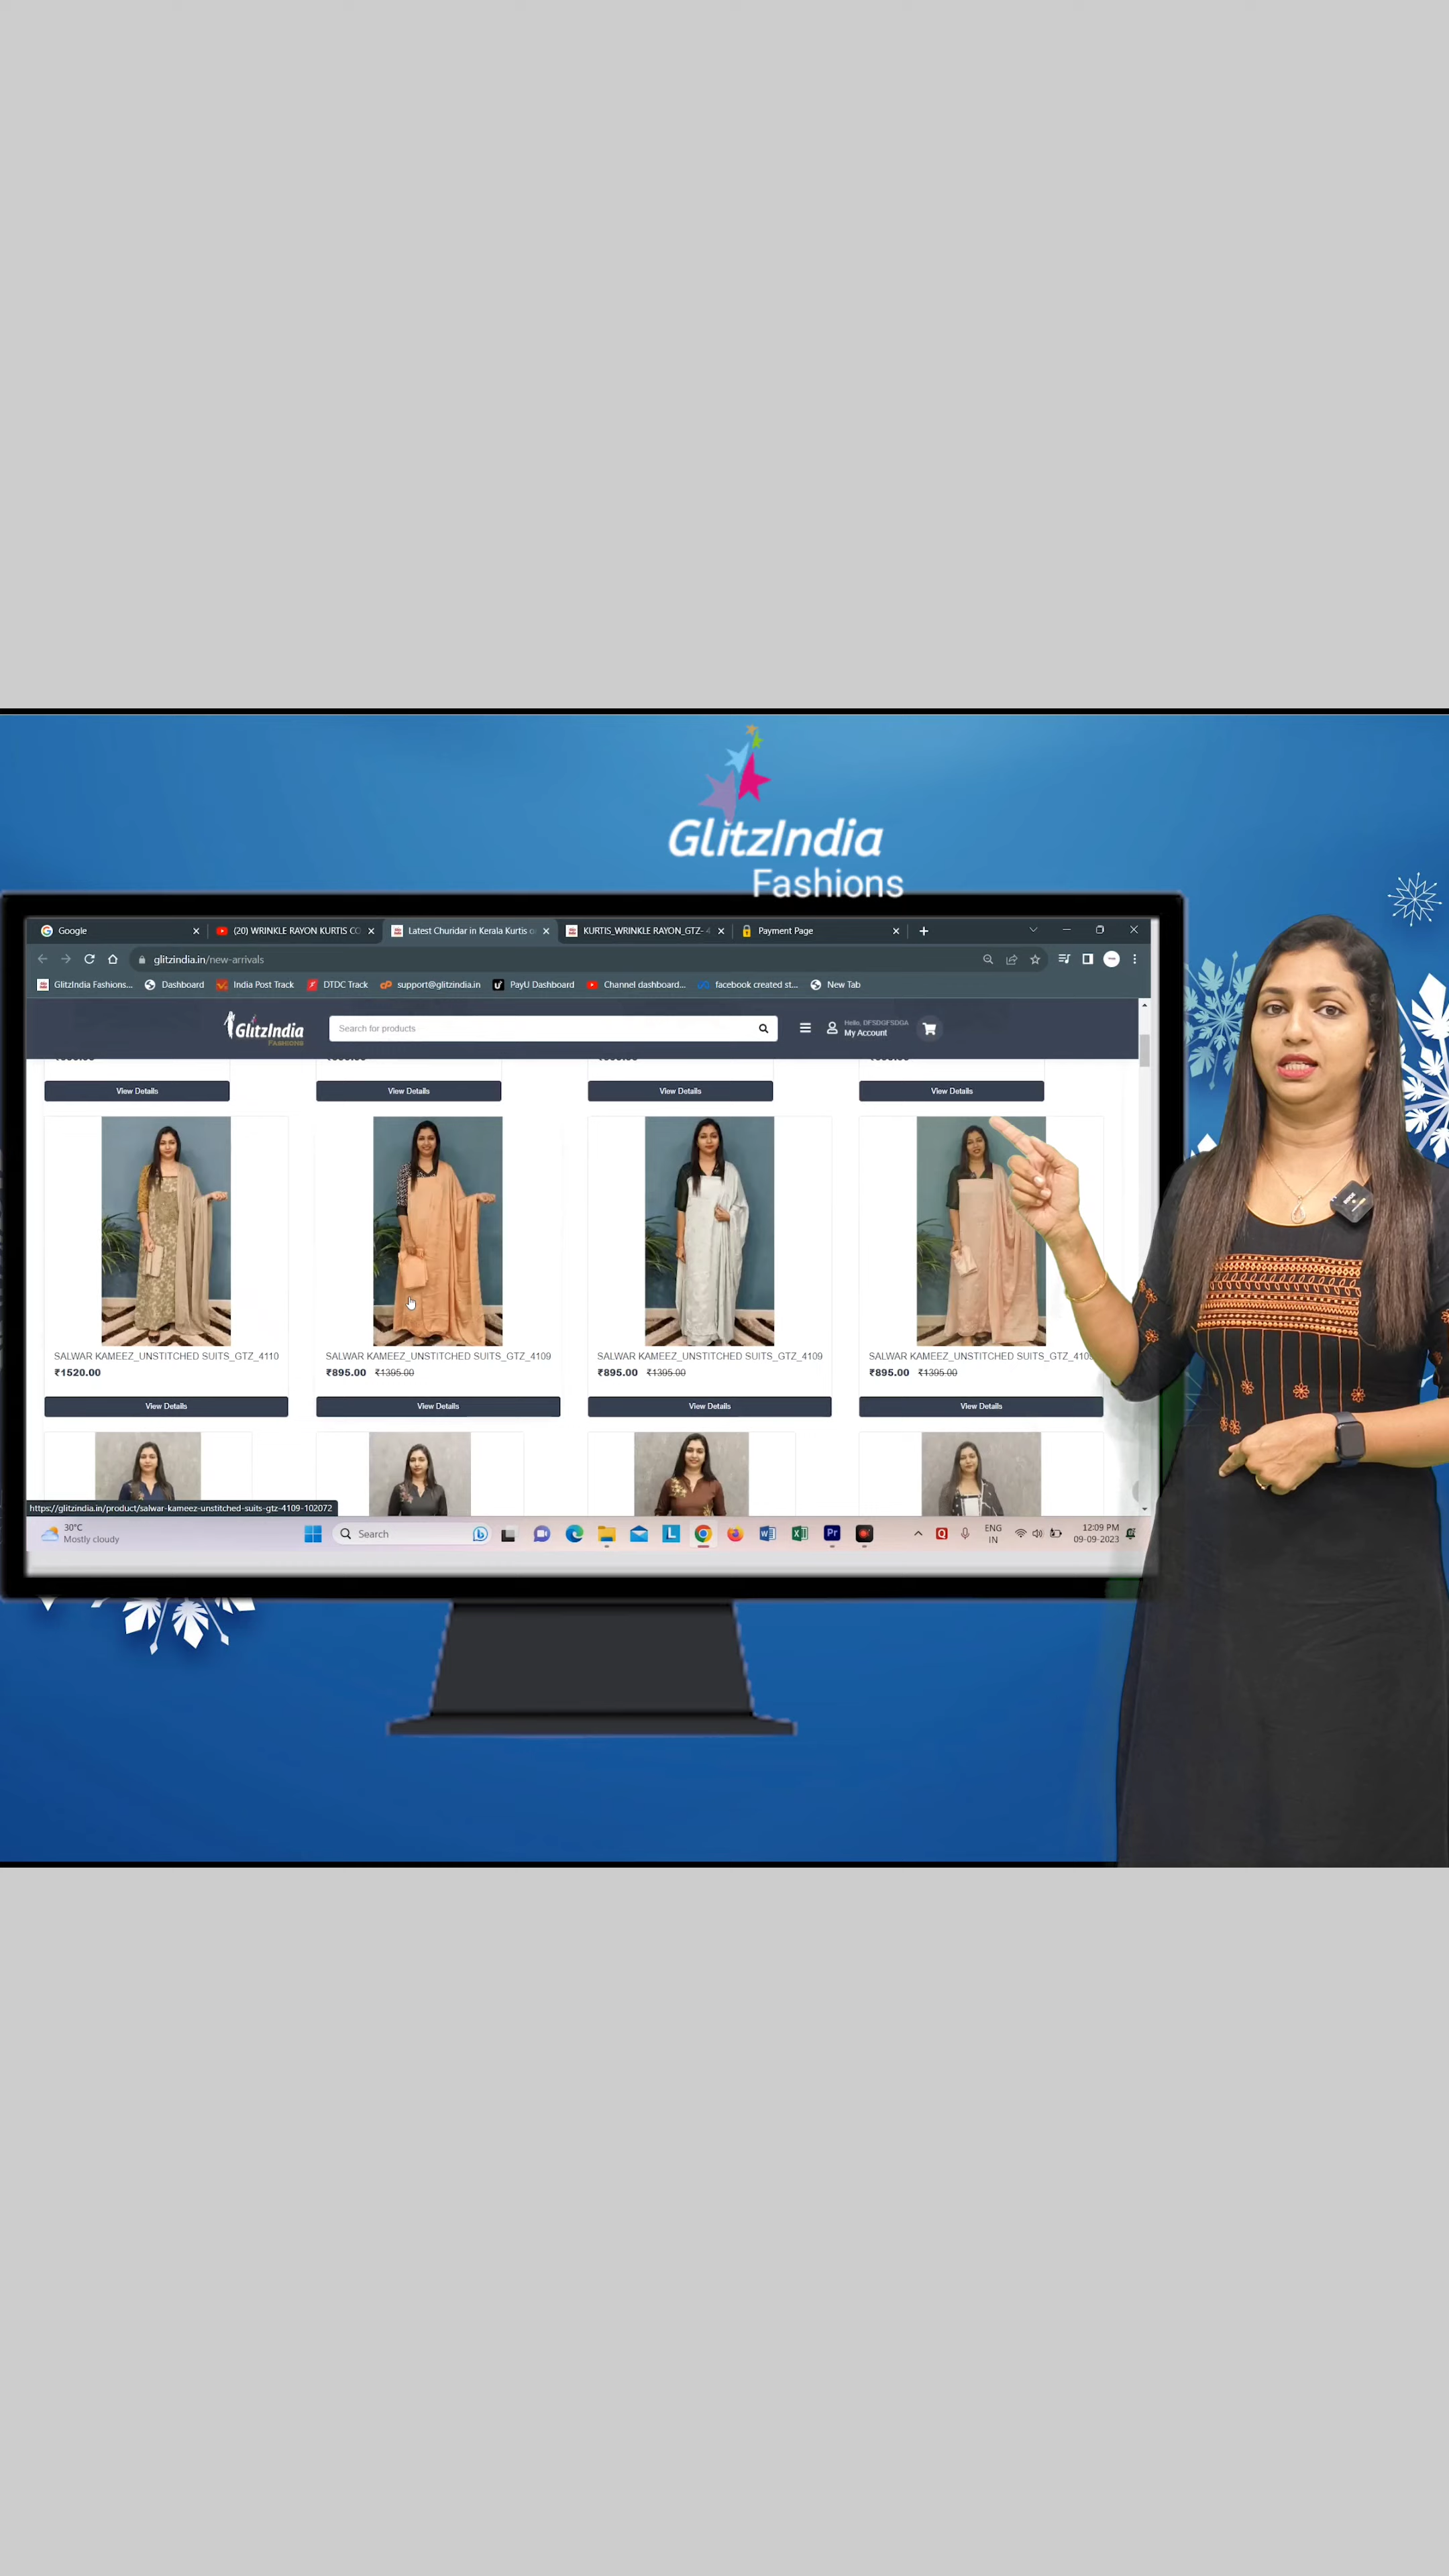 GlitzIndia
Fashions
Google
(20) WRINKLE RAYON KURTIS CO
Latest Churidar in Kerala Kurtis o
KURTIS_WRINKLE RAYON_GTZ- 4
Payment Page
glitzindia.in/new-arrivals
GlitzIndia Fashions...
Dashboard
India Post Track
DTDC Track
support@glitzindia.in
PayU Dashboard
Channel dashboard...
facebook created st...
New Tab
GlitzIndia
FASHIONS
Search for products
Hello, DFSDGFSDGA
My Account
View Details
View Details
View Details
View Details
SALWAR KAMEEZ_UNSTITCHED SUITS_GTZ_4110
₹1520.00
View Details
SALWAR KAMEEZ_UNSTITCHED SUITS_GTZ_4109
₹895.00 ₹1395.00
View Details
SALWAR KAMEEZ_UNSTITCHED SUITS_GTZ_4109
₹895.00 ₹1395.00
View Details
SALWAR KAMEEZ_UNSTITCHED SUITS_GTZ_410
₹895.00 ₹1395.00
View Details
https://glitzindia.in/product/salwar-kameez-unstitched-suits-gtz-4109-102072
30°C
Mostly cloudy
Search
ENG
IN
12:09 PM
09-09-2023